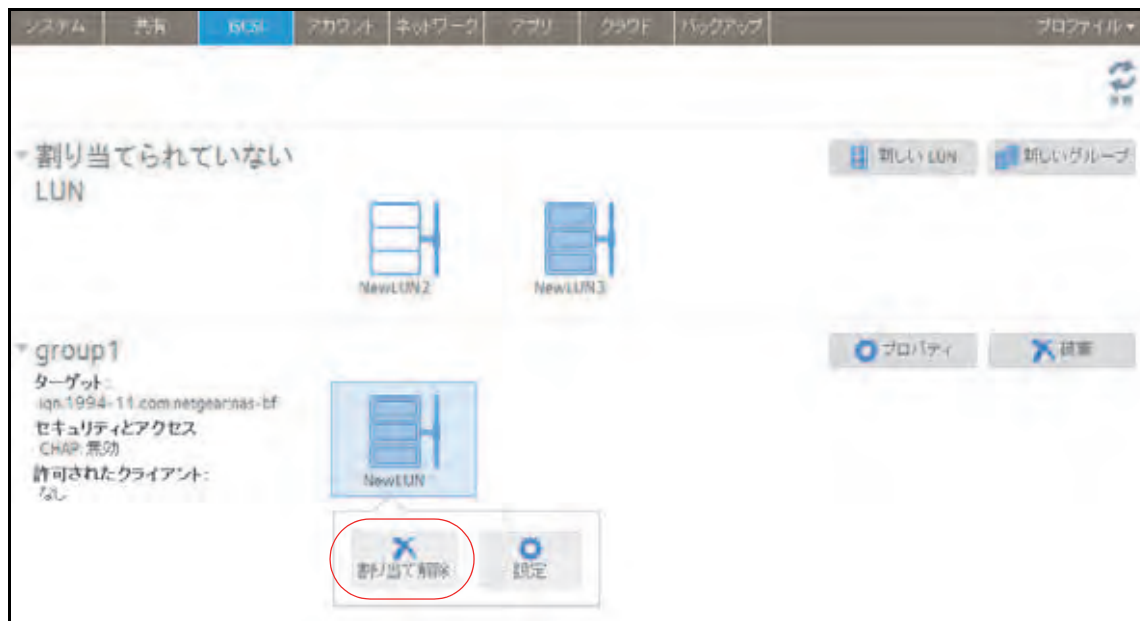 システム 共有 iSCSI アカウント ネットワーク アプリ クラウド バックアップ プロファイル
割り当てられていない
LUN
新しい LUN 新しいグループ
NewLUN2 NewLUN3
group1
プロパティ 破棄
ターゲット:
iqn.1994-11.com.netgear:nas-bf
セキュリティとアクセス
CHAP: 無効
許可されたクライアント:
なし
NewLUN
割り当て解除 設定